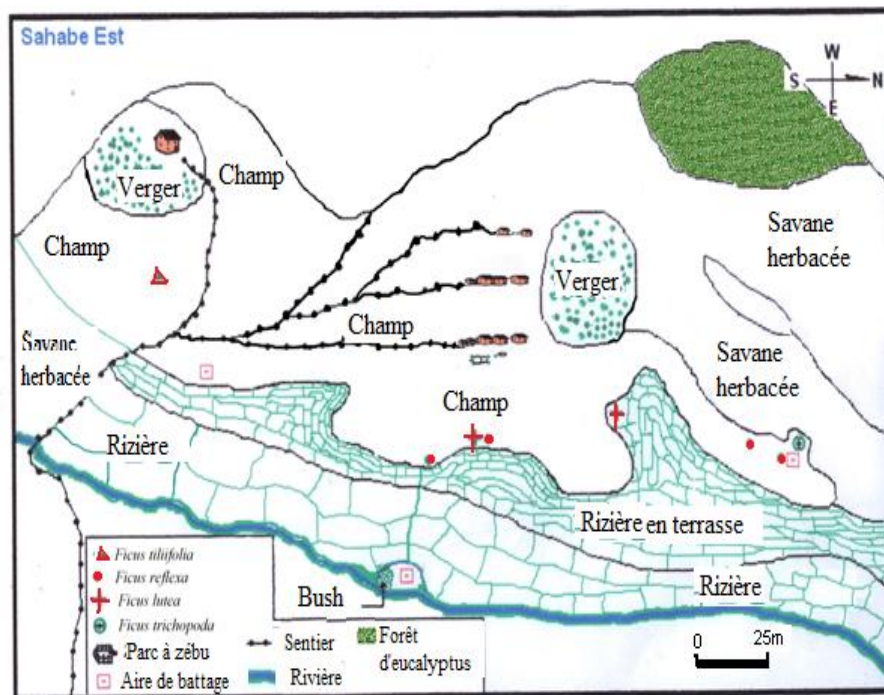 Sahabe Est
W
S
N
E
Verger
Champ
Champ
Savane
herbacée
Verger
Champ
Savane
herbacée
Savane
herbacée
Champ
Rizière
Rizière en terrasse
Rizière
Bush
Ficus tiliifolia
Ficus reflexa
Ficus lutea
Ficus trichopoda
Parc à zébu
Aire de battage
Sentier
Rivière
Forêt
d'eucalyptus
0 25m